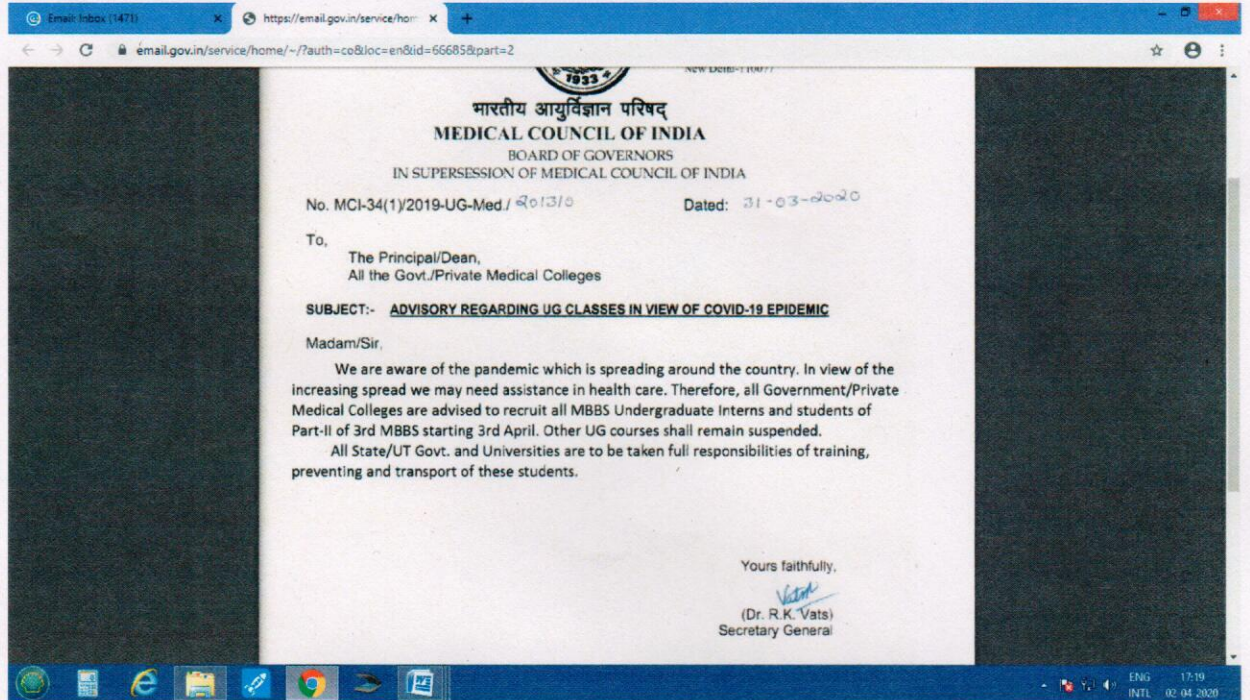 Email: Inbox (1471)
https://email.gov.in/service/hom
email.gov.in/service/home/~/?auth=co&loc=en&id=66685&part=2
1933
New Delhi-110077
भारतीय आयुर्विज्ञान परिषद्
MEDICAL COUNCIL OF INDIA
BOARD OF GOVERNORS
IN SUPERSESSION OF MEDICAL COUNCIL OF INDIA
No. MCI-34(1)/2019-UG-Med./ 201310 Dated: 31-03-2020
To,
The Principal/Dean,
All the Govt./Private Medical Colleges
SUBJECT:- ADVISORY REGARDING UG CLASSES IN VIEW OF COVID-19 EPIDEMIC
Madam/Sir,
We are aware of the pandemic which is spreading around the country. In view of the
increasing spread we may need assistance in health care. Therefore, all Government/Private
Medical Colleges are advised to recruit all MBBS Undergraduate Interns and students of
Part-II of 3rd MBBS starting 3rd April. Other UG courses shall remain suspended.
All State/UT Govt. and Universities are to be taken full responsibilities of training,
preventing and transport of these students.
Yours faithfully,
Vats
(Dr. R.K. Vats)
Secretary General
ENG 17:19
INTL 02-04-2020